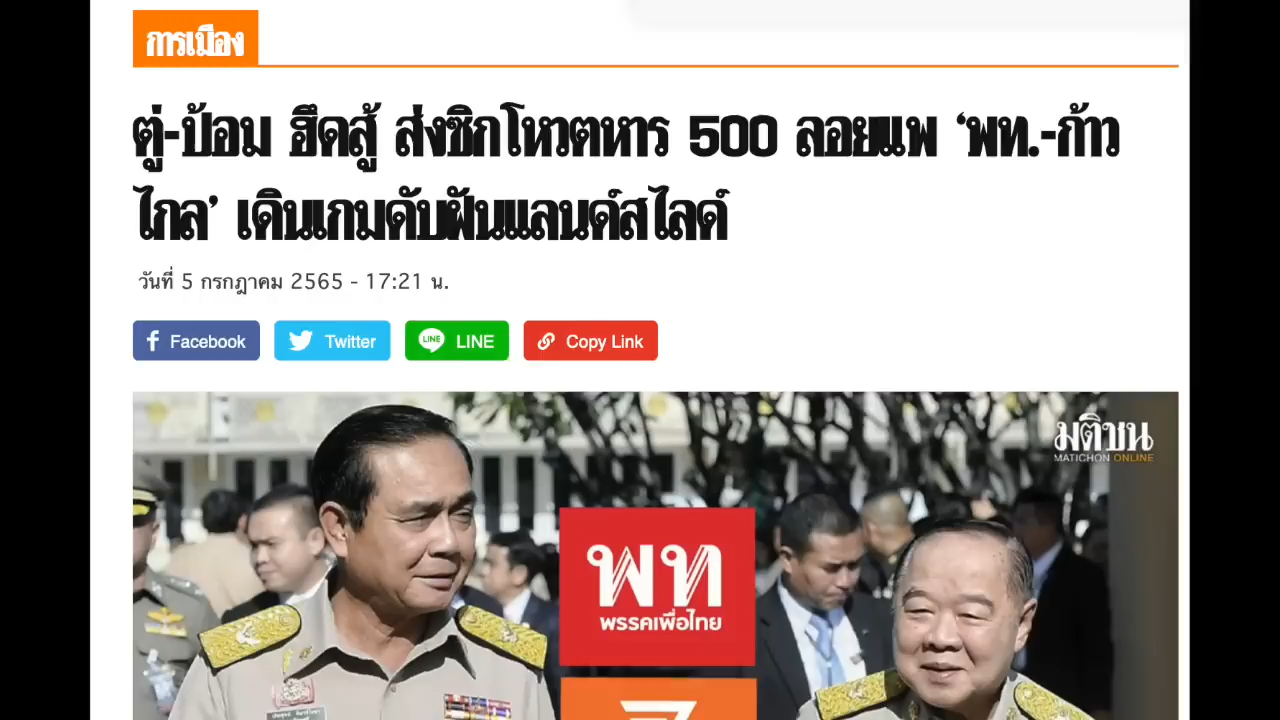 การเมือง
ตู่-ป้อม ฮึดสู้ ส่งซิกโหวตหาร 500 ลอยแพ ‘พท.-ก้าว
ไกล’ เดินเกมดับฝันแลนด์สไลด์
วันที่ 5 กรกฎาคม 2565 - 17:21 น.
Facebook
Twitter
LINE LINE
Copy Link
มติชน
MATICHON ONLINE
พท
พรรคเพื่อไทย